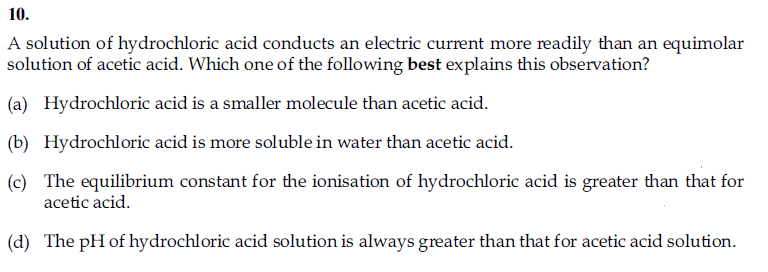 10.
A solution of hydrochloric acid conducts an electric current more readily than an equimolar
solution of acetic acid. Which one of the following best explains this observation?
(a) Hydrochloric acid is a smaller molecule than acetic acid.
(b) Hydrochloric acid is more soluble in water than acetic acid.
(c) The equilibrium constant for the ionisation of hydrochloric acid is greater than that for
acetic acid.
(d) The pH of hydrochloric acid solution is always greater than that for acetic acid solution.